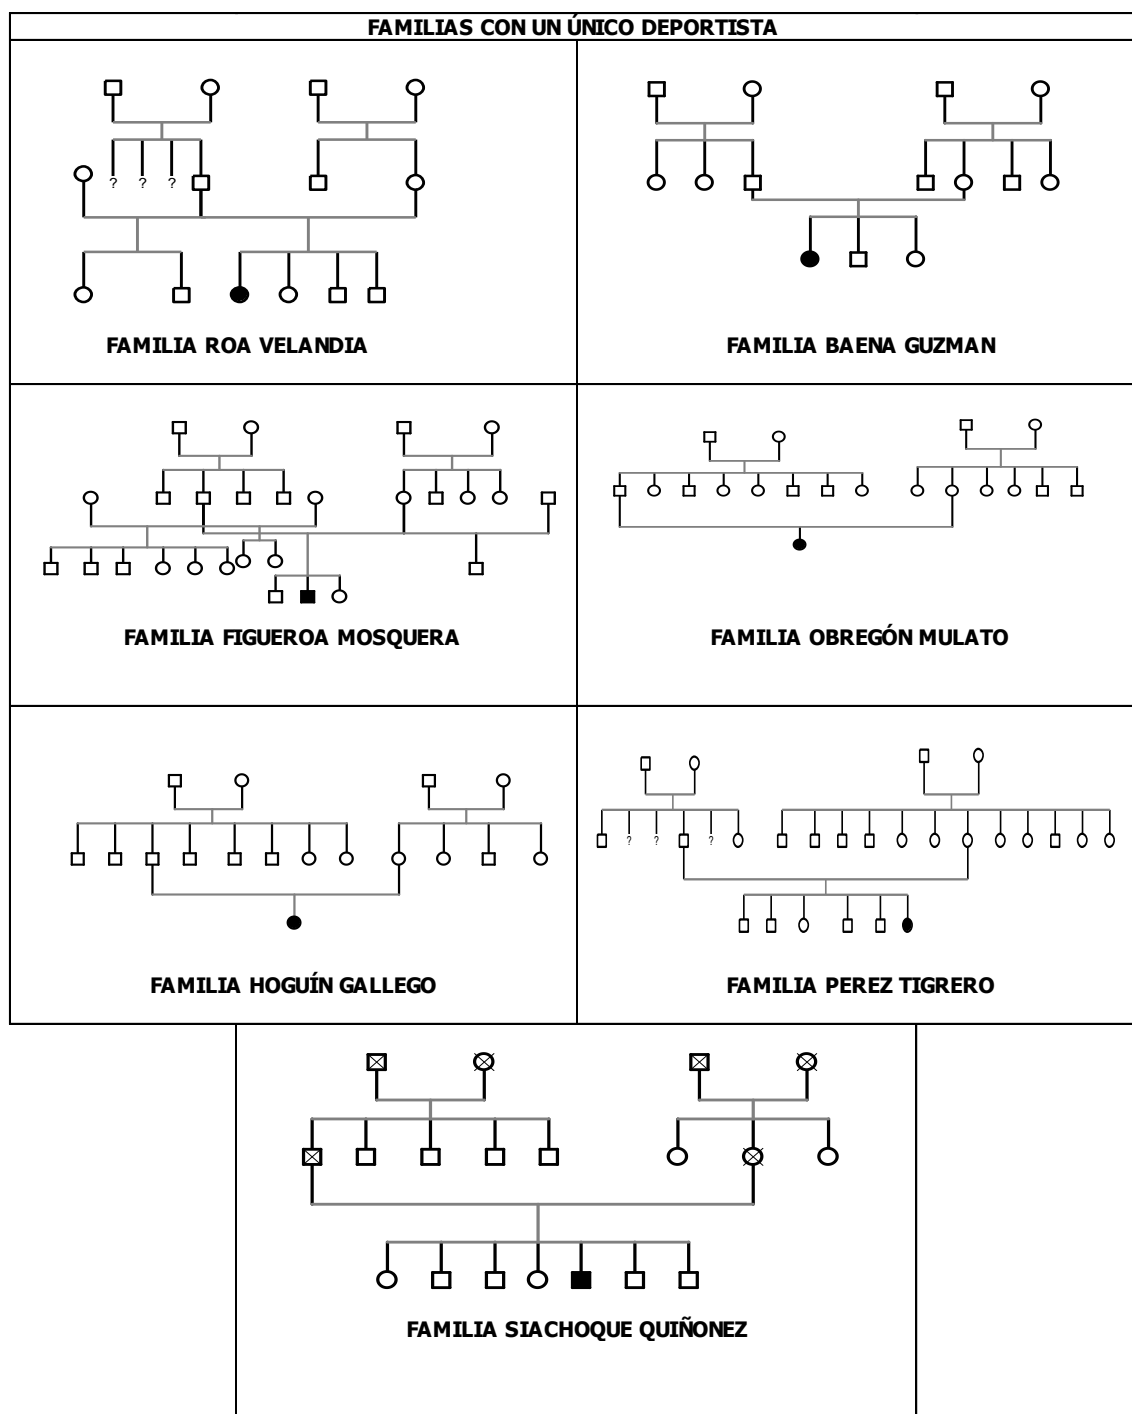 FAMILIAS CON UN ÚNICO DEPORTISTA
? ? ?
FAMILIA ROA VELANDIA
FAMILIA BAENA GUZMAN
FAMILIA FIGUEROA MOSQUERA
FAMILIA OBREGÓN MULATO
? ? ?
FAMILIA HOGUÍN GALLEGO
FAMILIA PEREZ TIGRERO
FAMILIA SIACHOQUE QUIÑONEZ